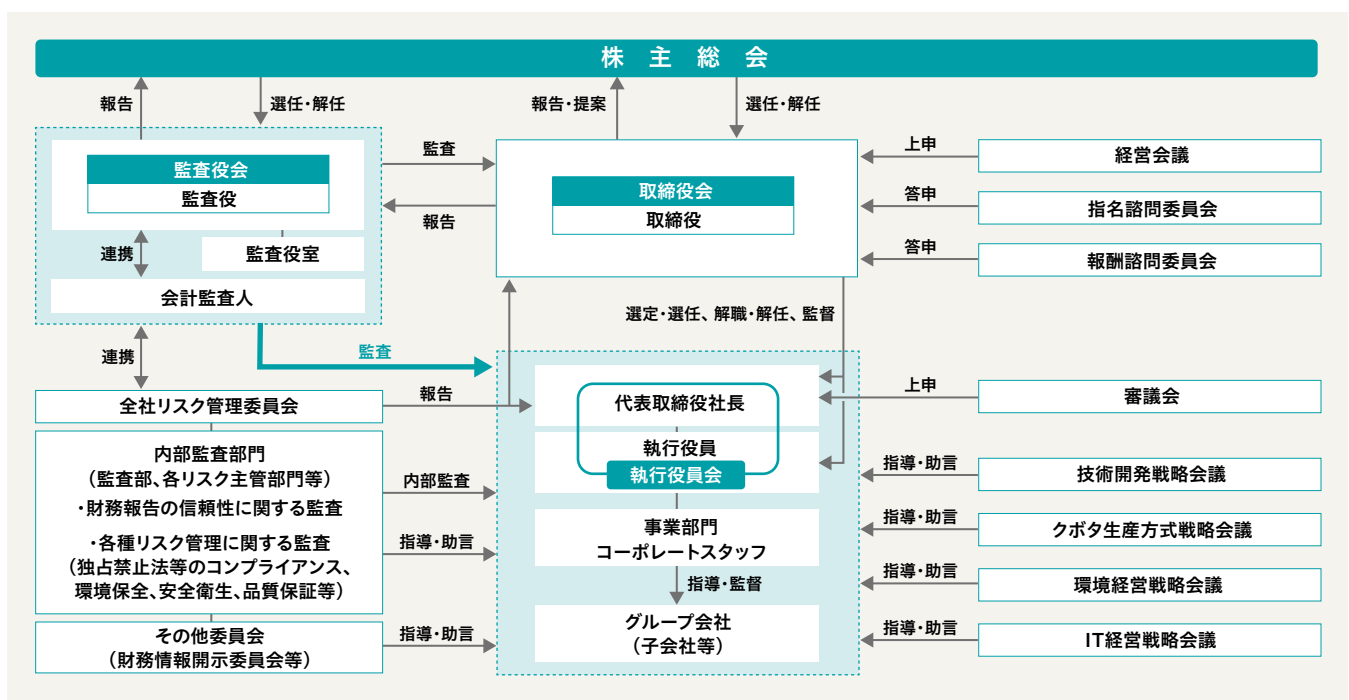 株主総会
報告
選任・解任
報告・提案
選任・解任
監査役会
監査役
監査役室
連携
会計監査人
監査
報告
取締役会
取締役
上申
経営会議
答申
指名諮問委員会
答申
報酬諮問委員会
選定・選任、解職・解任、監督
連携
監査
全社リスク管理委員会
報告
内部監査部門
（監査部、各リスク主管部門等）
・財務報告の信頼性に関する監査
・各種リスク管理に関する監査
（独占禁止法等のコンプライアンス、
環境保全、安全衛生、品質保証等）
内部監査
指導・助言
その他委員会
（財務情報開示委員会等）
指導・助言
代表取締役社長
執行役員
執行役員会
事業部門
コーポレートスタッフ
指導・監督
グループ会社
（子会社等）
上申
審議会
指導・助言
技術開発戦略会議
指導・助言
クボタ生産方式戦略会議
指導・助言
環境経営戦略会議
指導・助言
IT経営戦略会議